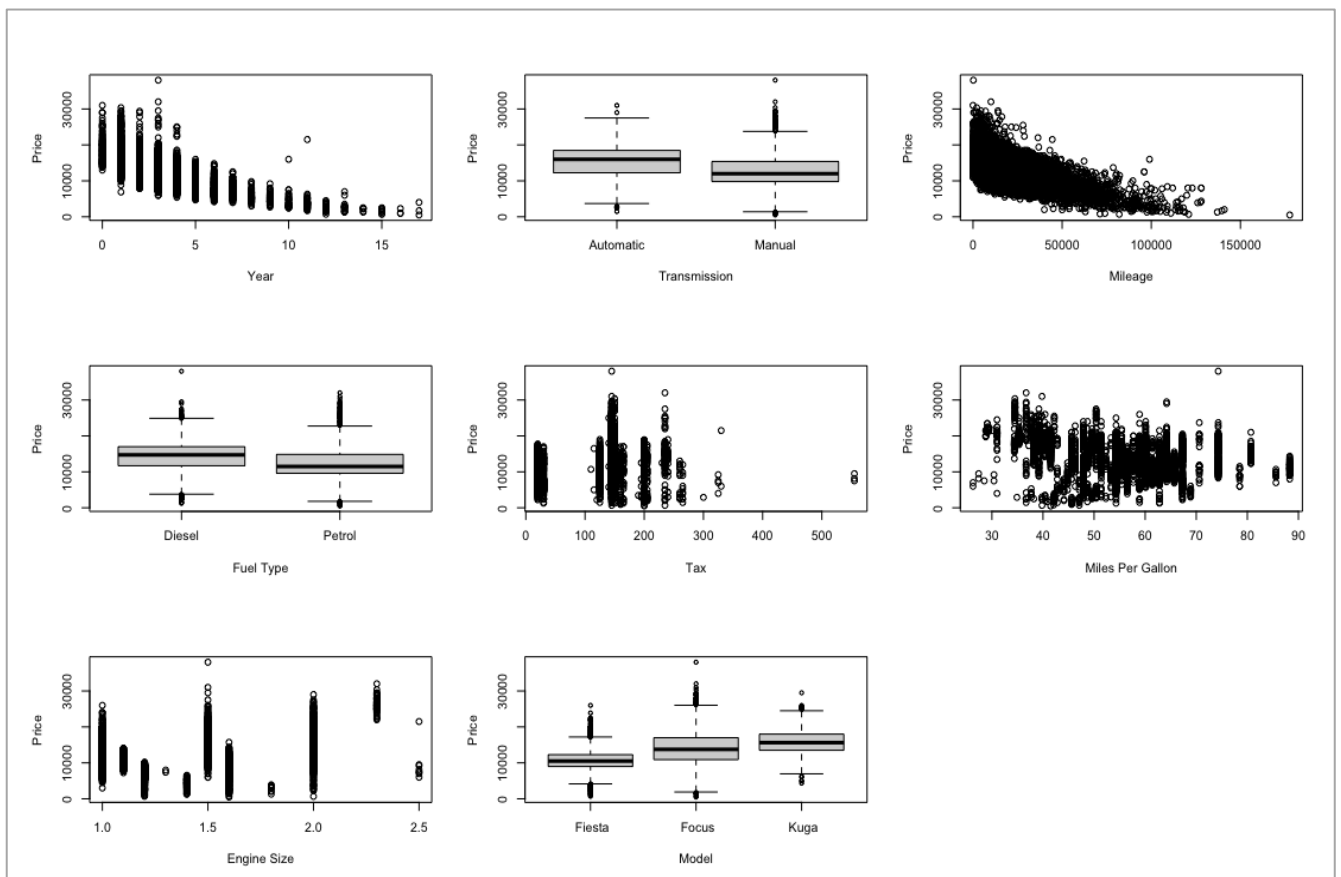 Price
0 10000 30000
0 5 10 15
Year
Price
0 10000 30000
Automatic Manual
Transmission
Price
0 10000 30000
0 50000 100000 150000
Mileage
Price
0 10000 30000
Diesel Petrol
Fuel Type
Price
0 10000 30000
0 100 200 300 400 500
Tax
Price
0 10000 30000
30 40 50 60 70 80 90
Miles Per Gallon
Price
0 10000 30000
1.0 1.5 2.0 2.5
Engine Size
Price
0 10000 30000
Fiesta Focus Kuga
Model